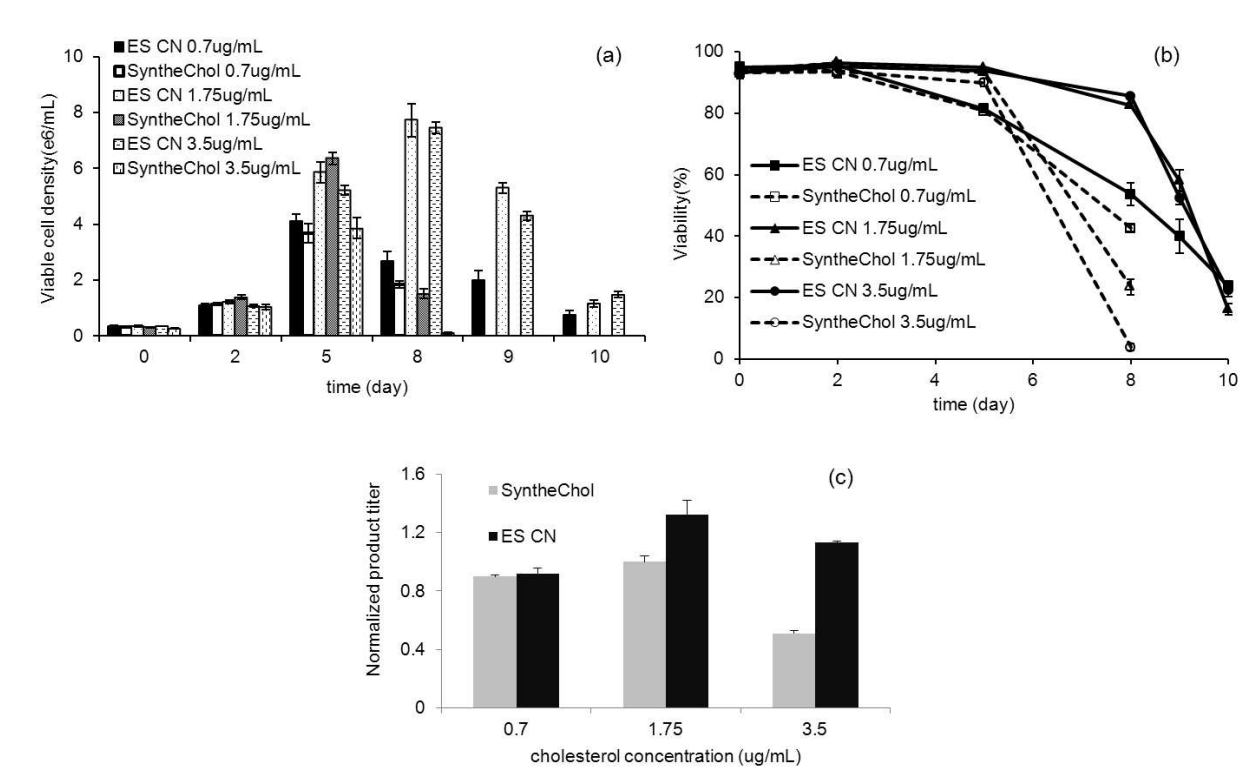 (a)
ES CN 0.7ug/mL
SyntheChol 0.7ug/mL
ES CN 1.75ug/mL
SyntheChol 1.75ug/mL
ES CN 3.5ug/mL
SyntheChol 3.5ug/mL
Viable cell density(e6/mL)
10
8
6
4
2
0
0 2 5 8 9 10
time (day)
(b)
Viability(%)
100
80
60
40
20
0
ES CN 0.7ug/mL
SyntheChol 0.7ug/mL
ES CN 1.75ug/mL
SyntheChol 1.75ug/mL
ES CN 3.5ug/mL
SyntheChol 3.5ug/mL
0 2 4 6 8 10
time (day)
(c)
SyntheChol
ES CN
Normalized product titer
1.6
1.2
0.8
0.4
0
0.7 1.75 3.5
cholesterol concentration (ug/mL)